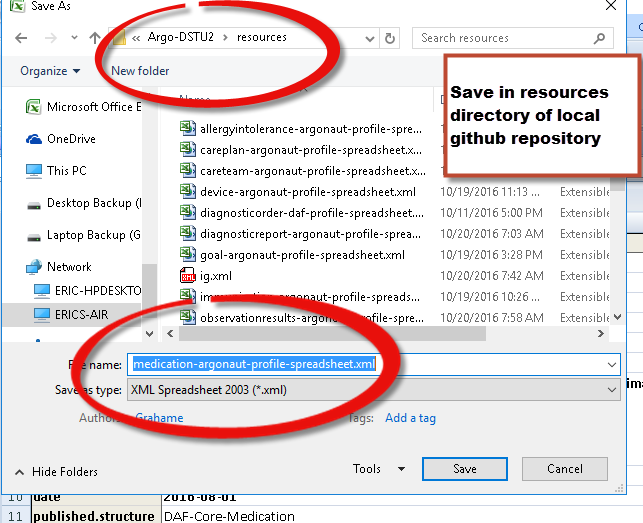 Save As
« Argo-DSTU2 › resources
Search resources
Organize
New folder
Name
Microsoft Office E
OneDrive
This PC
Desktop Backup (D
Laptop Backup (G
Network
ERIC-HPDESKTO
ERICS-AIR
allergyintolerance-argonaut-profile-spre...
careplan-argonaut-profile-spreadsheet.x...
careteam-argonaut-profile-spreadsheet.x...
device-argonaut-profile-spreadsheet.xml 10/19/2016 11:13 ... Extensible
diagnosticorder-daf-profile-spreadsheet.... 10/11/2016 5:00 PM Extensible
diagnosticreport-argonaut-profile-sprea... 10/20/2016 7:03 AM Extensible
goal-argonaut-profile-spreadsheet.xml 10/19/2016 3:28 PM Extensible
ig.xml 10/20/2016 7:42 AM Extensible
immunization-argonaut-profile-spreads... 10/19/2016 10:26 ... Extensible
observationresults-argonaut-profile-spre... 10/20/2016 7:58 AM Extensible
Save in resources
directory of local
github repository
File name: medication-argonaut-profile-spreadsheet.xml
Save as type: XML Spreadsheet 2003 (*.xml)
Authors: Grahame
Tags: Add a tag
Hide Folders
Tools
Save
Cancel
ima
10 date 2016-08-01
11 published.structure DAF-Core-Medication